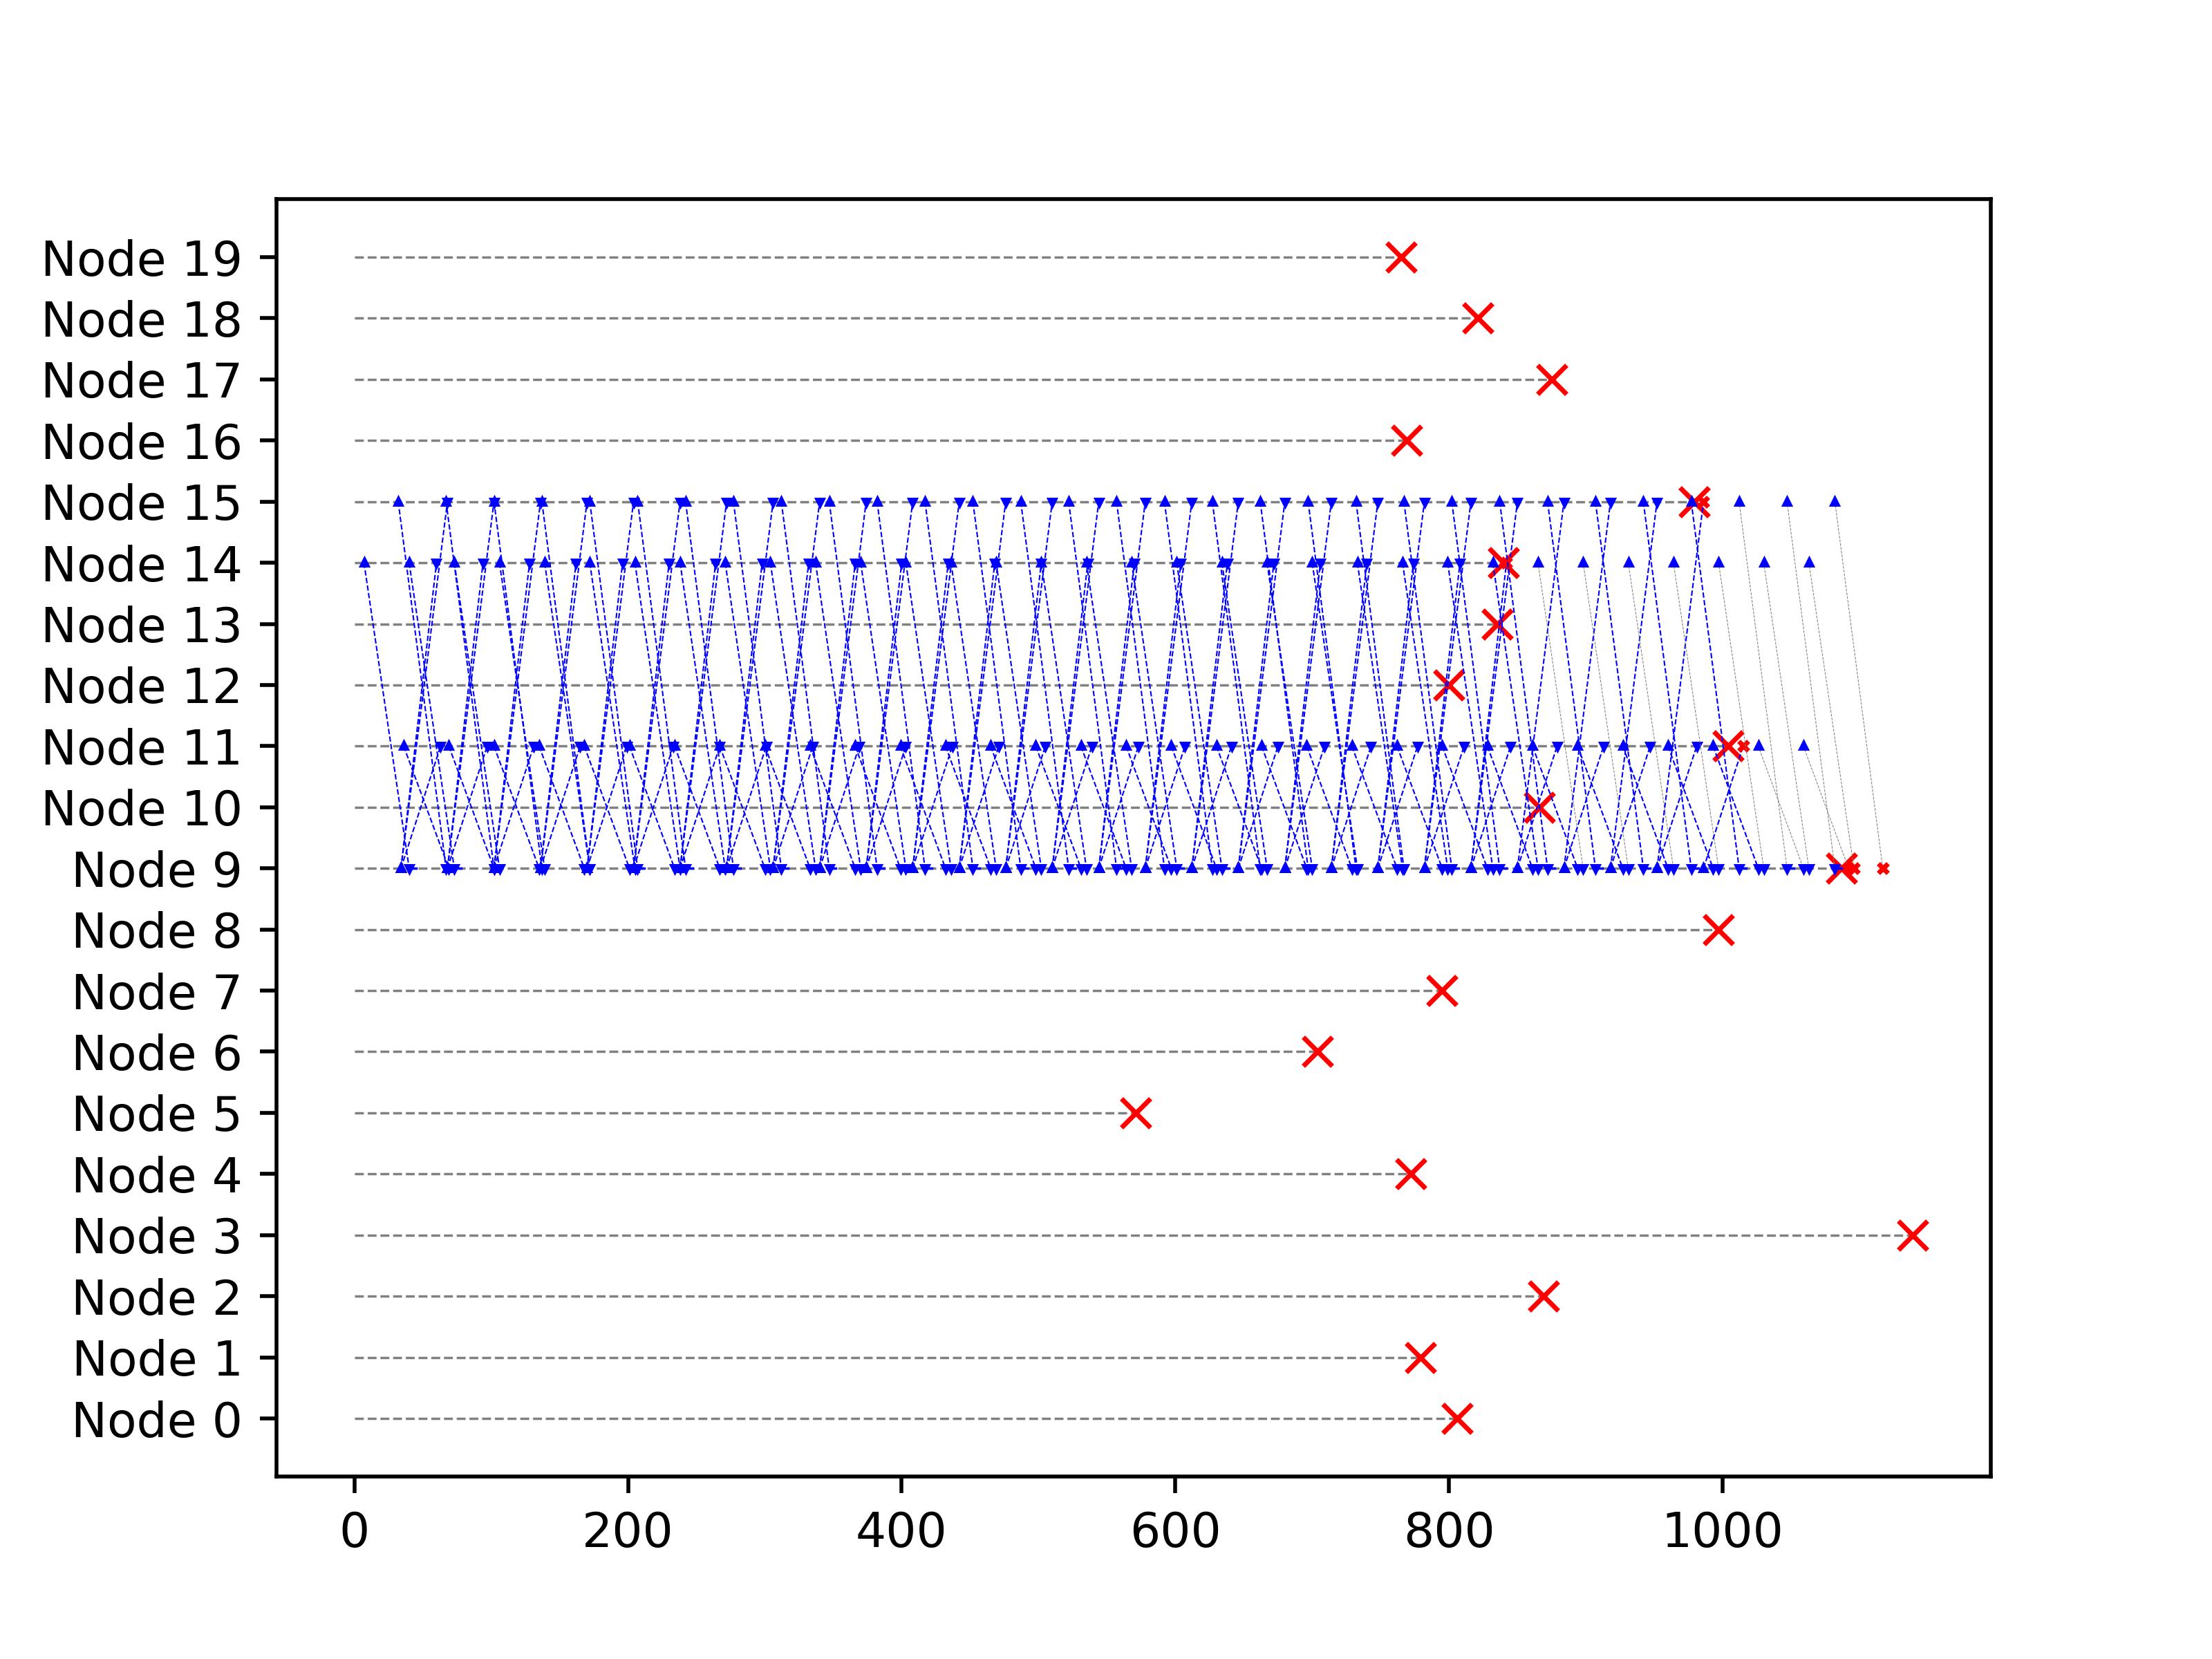 Node 19
Node 18
Node 17
Node 16
Node 15
Node 14
Node 13
Node 12
Node 11
Node 10
Node 9
Node 8
Node 7
Node 6
Node 5
Node 4
Node 3
Node 2
Node 1
Node 0
0 200 400 600 800 1000